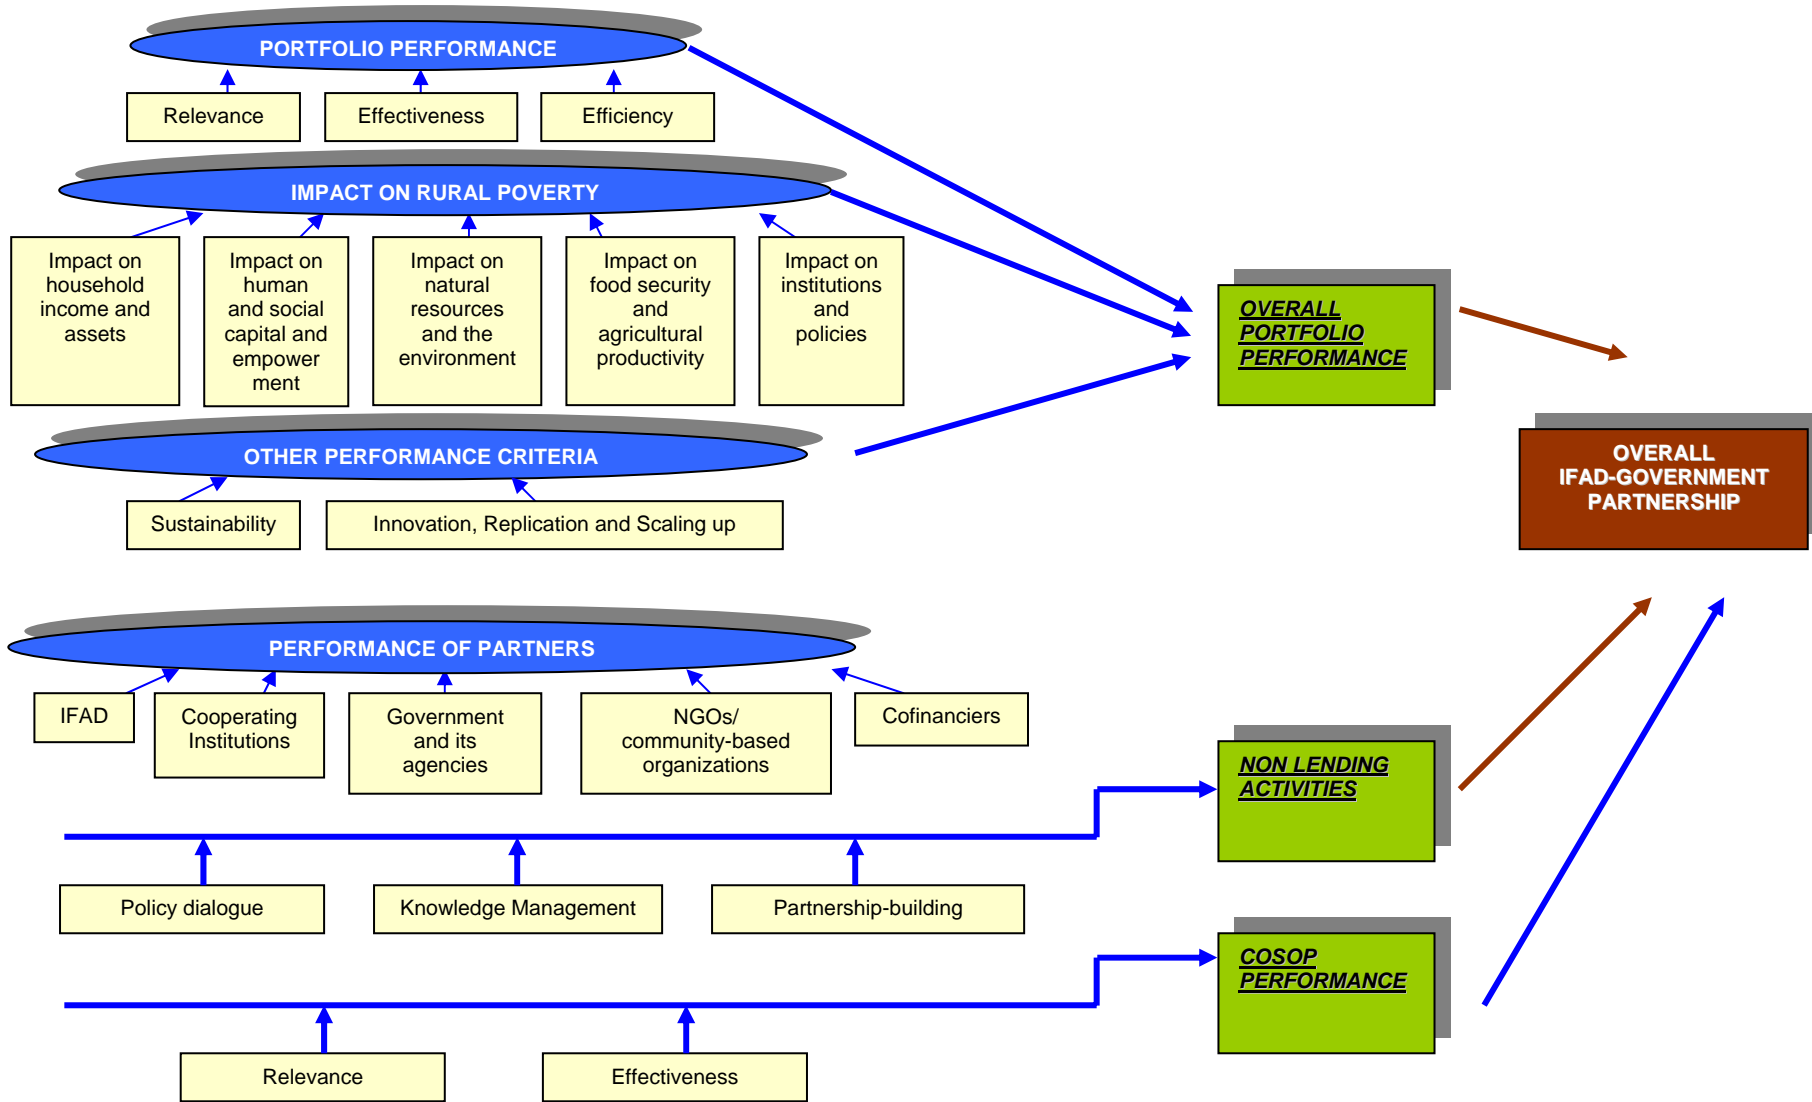 PORTFOLIO PERFORMANCE
Relevance
Effectiveness
Efficiency
IMPACT ON RURAL POVERTY
Impact on
household
income and
assets
Impact on
human
and social
capital and
empower
ment
Impact on
natural
resources
and the
environment
Impact on
food security
and
agricultural
productivity
Impact on
institutions
and
policies
OVERALL
PORTFOLIO
PERFORMANCE
OTHER PERFORMANCE CRITERIA
Sustainability
Innovation, Replication and Scaling up
OVERALL
IFAD-GOVERNMENT
PARTNERSHIP
PERFORMANCE OF PARTNERS
IFAD
Cooperating
Institutions
Government
and its
agencies
NGOs/
community-based
organizations
Cofinanciers
NON LENDING
ACTIVITIES
Policy dialogue
Knowledge Management
Partnership-building
COSOP
PERFORMANCE
Relevance
Effectiveness